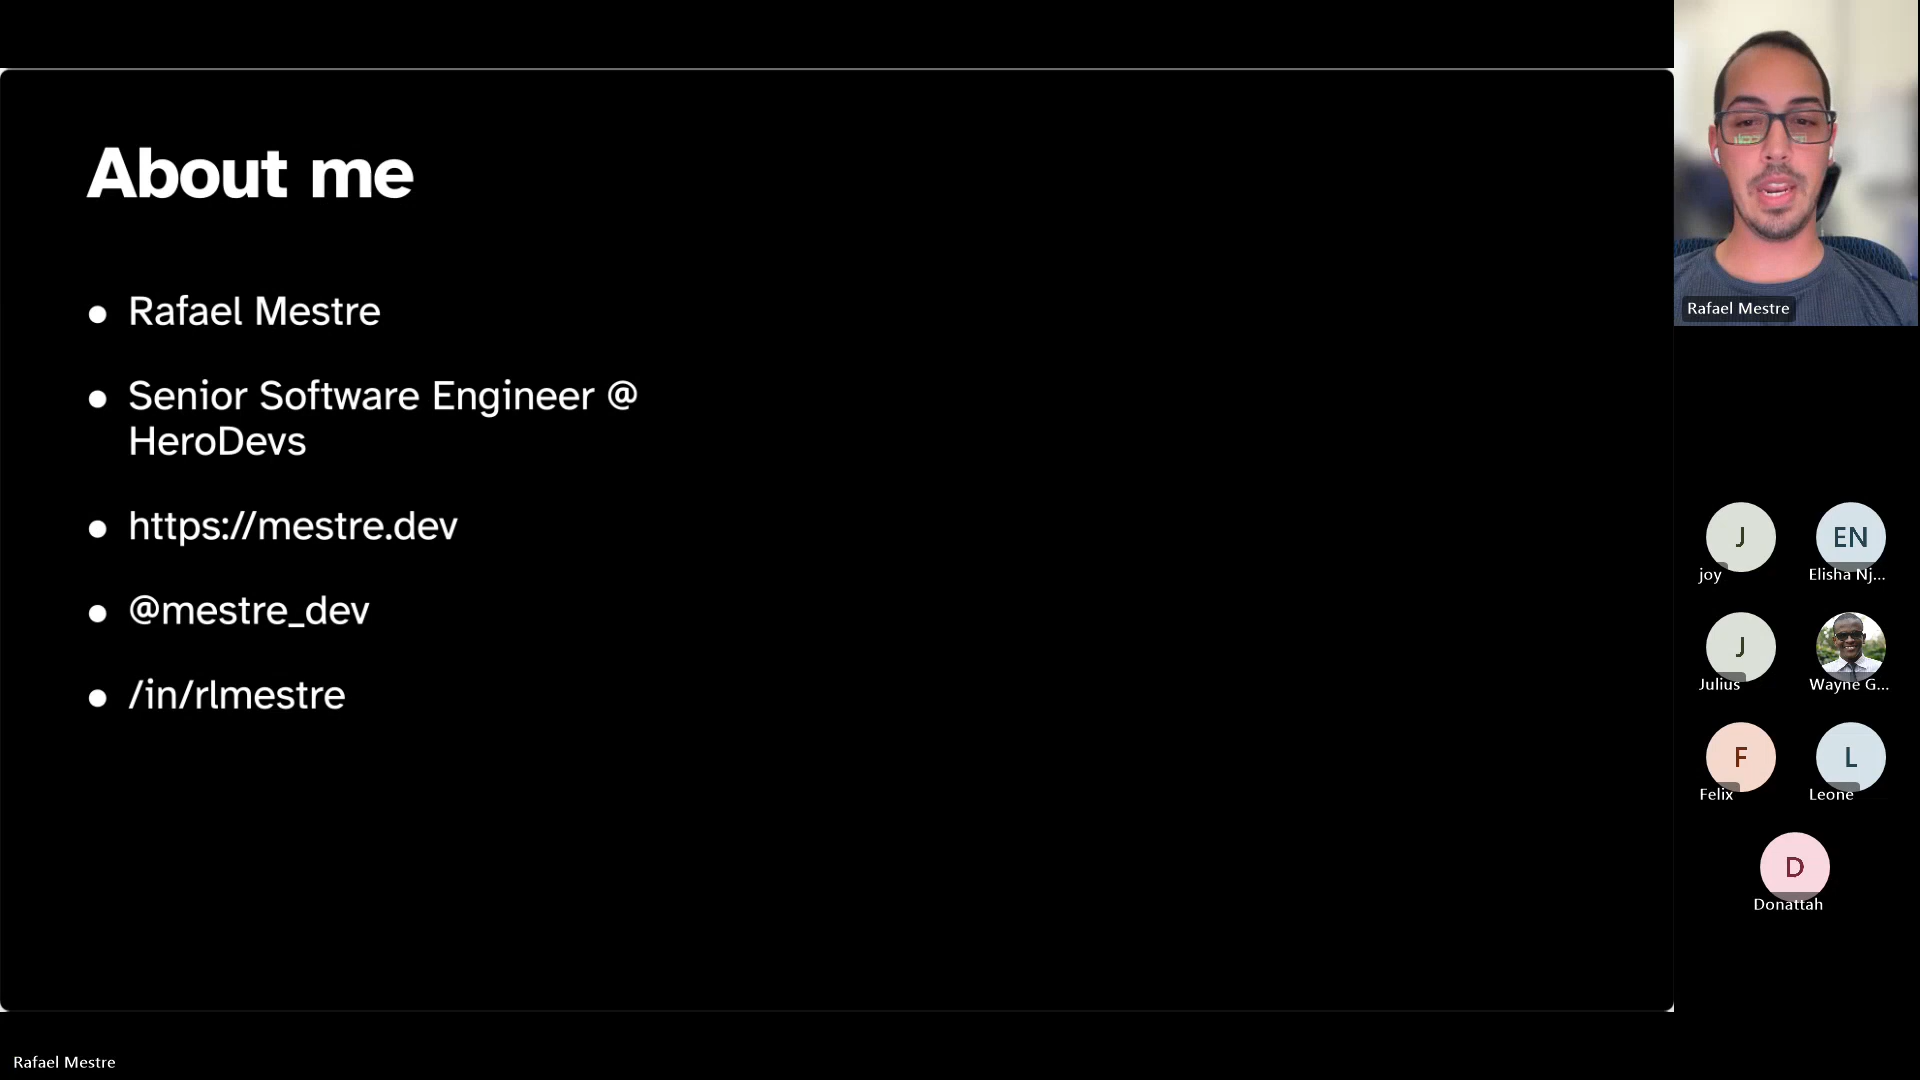 About me
Rafael Mestre
Senior Software Engineer @
HeroDevs
https://mestre.dev
@mestre_dev
/in/rlmestre
Rafael Mestre
J
joy
EN
Elisha Nj...
J
Julius
Wayne G...
F
Felix
L
Leone
D
Donattah
Rafael Mestre